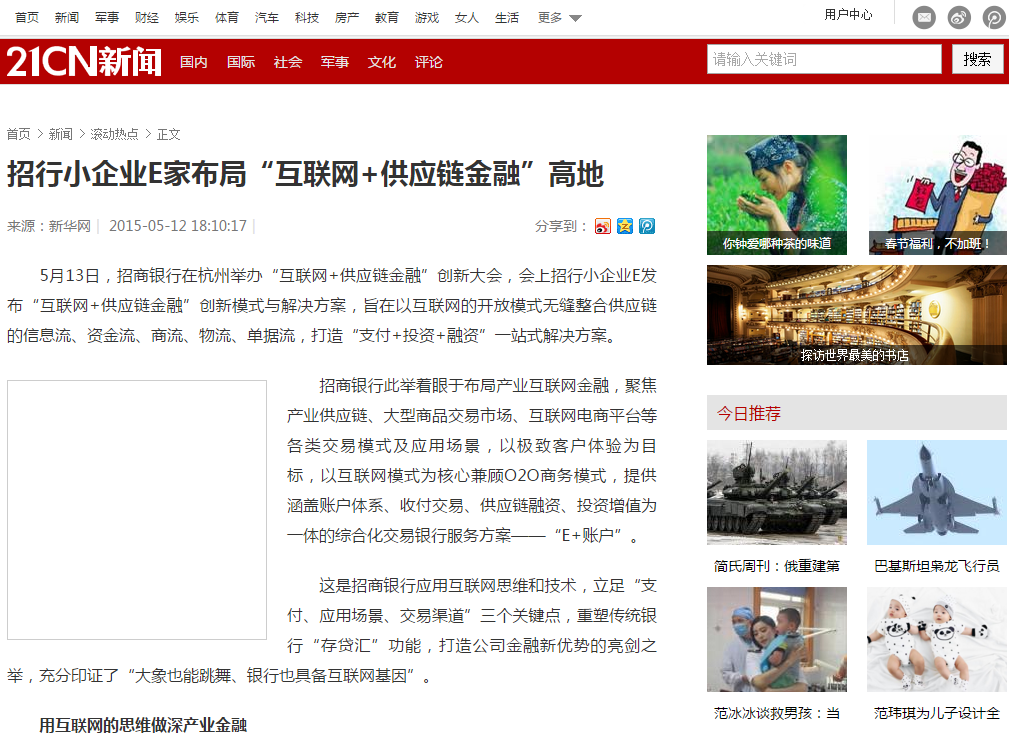 首页 新闻 军事 财经 娱乐 体育 汽车 科技 房产 教育 游戏 女人 生活 更多 用户中心
21CN新闻 国内 国际 社会 军事 文化 评论 请输入关键词 搜索
首页 > 新闻 > 滚动热点 > 正文
招行小企业E家布局“互联网+供应链金融”高地
来源：新华网 | 2015-05-12 18:10:17 | 分享到：
5月13日，招商银行在杭州举办“互联网+供应链金融”创新大会，会上招行小企业E发
布“互联网+供应链金融”创新模式与解决方案，旨在以互联网的开放模式无缝整合供应链
的信息流、资金流、商流、物流、单据流，打造“支付+投资+融资”一站式解决方案。
招商银行此举着眼于布局产业互联网金融，聚焦
产业供应链、大型商品交易市场、互联网电商平台等
各类交易模式及应用场景，以极致客户体验为目
标，以互联网模式为核心兼顾O2O商务模式，提供
涵盖账户体系、收付交易、供应链融资、投资增值为
一体的综合化交易银行服务方案——“E+账户”。
这是招商银行应用互联网思维和技术，立足“支
付、应用场景、交易渠道”三个关键点，重塑传统银
行“存贷汇”功能，打造公司金融新优势的亮剑之
举，充分印证了“大象也能跳舞、银行也具备互联网基因”。
用互联网的思维做深产业金融
你钟爱哪种茶的味道
春节福利，不加班！
探访世界最美的书店
今日推荐
简氏周刊：俄重建第
巴基斯坦枭龙飞行员
范冰冰谈救男孩：当
范玮琪为儿子设计全